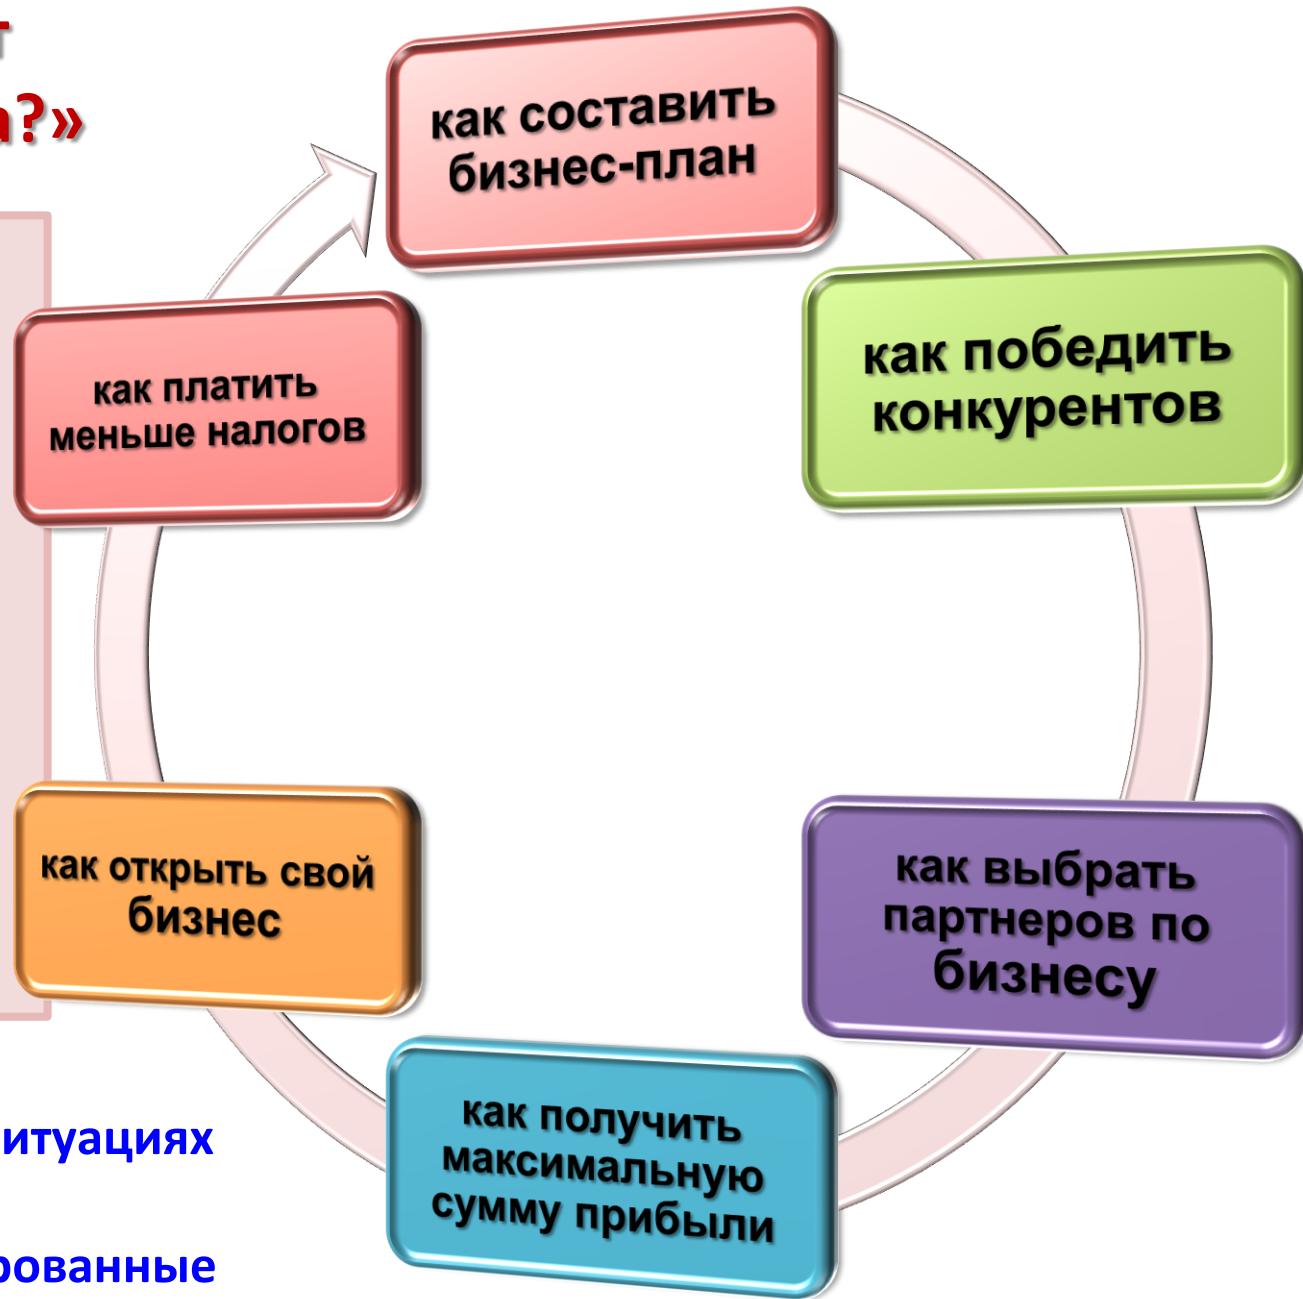 а?»
как составить
бизнес-план
как победить
конкурентов
как выбрать
партнеров по
бизнесу
как получить
максимальную
сумму прибыли
как открыть свой
бизнес
как платить
меньше налогов
итуациях
рованные